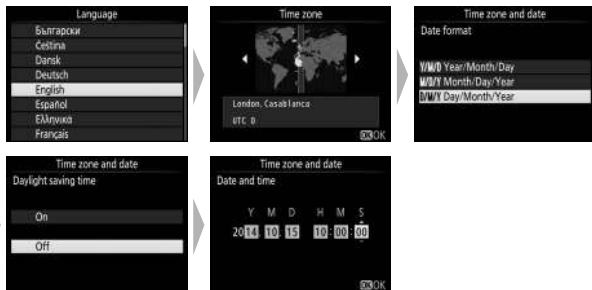 Language
Български
Čeština
Dansk
Deutsch
English
Español
Ελληνικά
Français
Time zone
London, Casablanca
UTC 0
OK OK
Time zone and date
Date format
Y/M/D Year/Month/Day
M/D/Y Month/Day/Year
D/M/Y Day/Month/Year
Time zone and date
Daylight saving time
On
Off
Time zone and date
Date and time
Y M D H M S
2014. 10. 15 10: 00: 00
OK OK